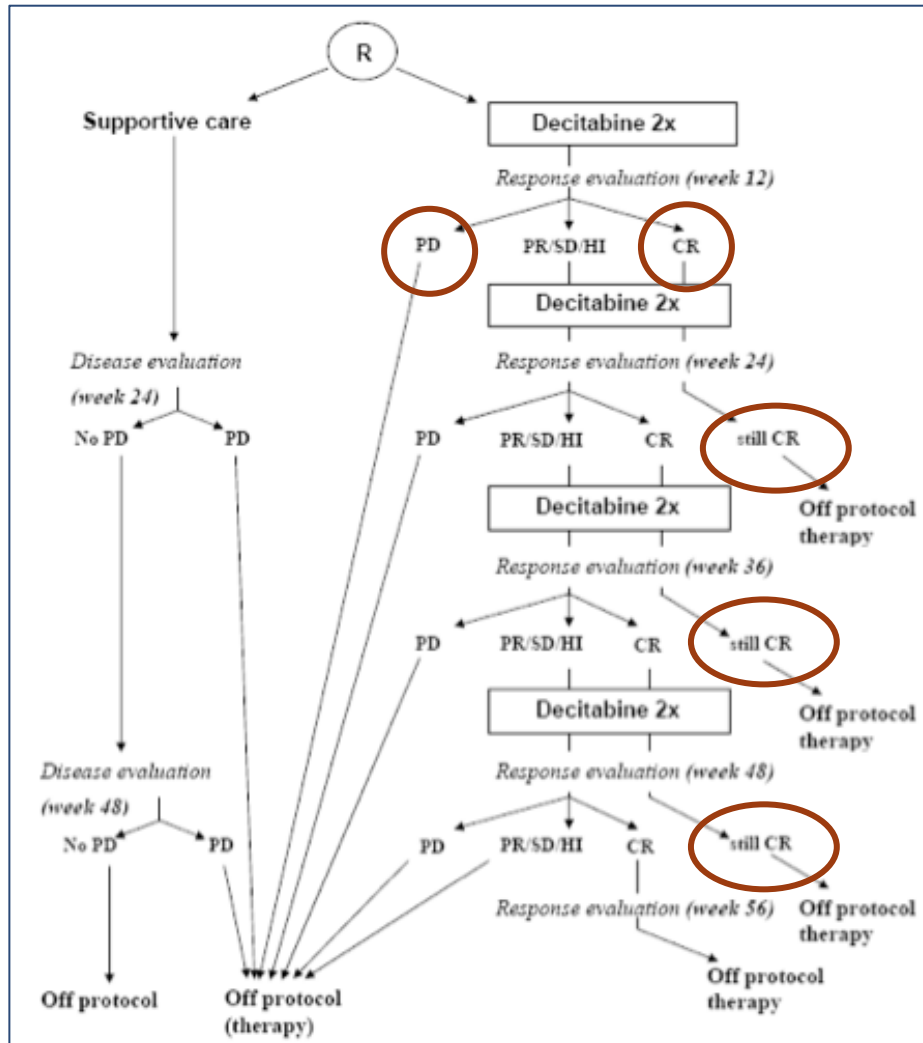 R
Supportive care
Decitabine 2x
Response evaluation (week 12)
PD
PR/SD/HI
CR
Decitabine 2x
Disease evaluation
(week 24)
Response evaluation (week 24)
No PD
PD
PD
PR/SD/HI
CR
still CR
Decitabine 2x
Off protocol
therapy
Response evaluation (week 36)
PD
PR/SD/HI
CR
still CR
Decitabine 2x
Off protocol
therapy
Disease evaluation
(week 48)
Response evaluation (week 48)
No PD
PD
PD
PR/SD/HI
CR
still CR
Response evaluation (week 56)
Off protocol
therapy
Off protocol
Off protocol
(therapy)
Off protocol
therapy